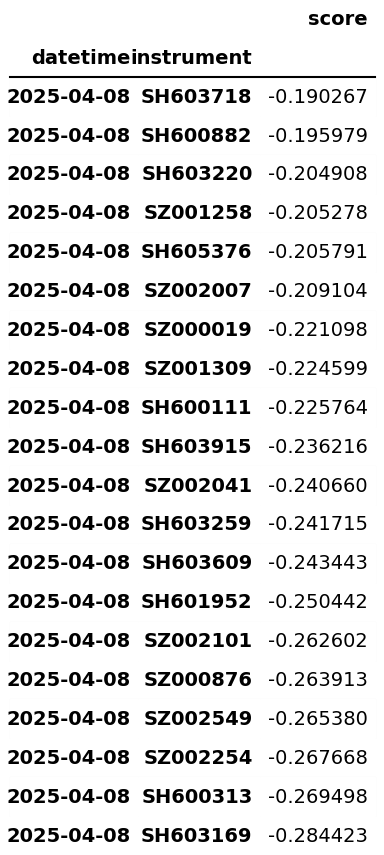 score
datetime instrument
2025-04-08 SH603718 -0.190267
2025-04-08 SH600882 -0.195979
2025-04-08 SH603220 -0.204908
2025-04-08 SZ001258 -0.205278
2025-04-08 SH605376 -0.205791
2025-04-08 SZ002007 -0.209104
2025-04-08 SZ000019 -0.221098
2025-04-08 SZ001309 -0.224599
2025-04-08 SH600111 -0.225764
2025-04-08 SH603915 -0.236216
2025-04-08 SZ002041 -0.240660
2025-04-08 SH603259 -0.241715
2025-04-08 SH603609 -0.243443
2025-04-08 SH601952 -0.250442
2025-04-08 SZ002101 -0.262602
2025-04-08 SZ000876 -0.263913
2025-04-08 SZ002549 -0.265380
2025-04-08 SZ002254 -0.267668
2025-04-08 SH600313 -0.269498
2025-04-08 SH603169 -0.284423